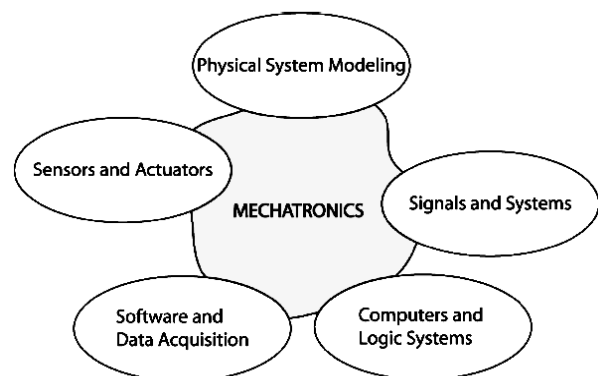 Physical System Modeling
Sensors and Actuators
MECHATRONICS
Signals and Systems
Software and
Data Acquisition
Computers and
Logic Systems